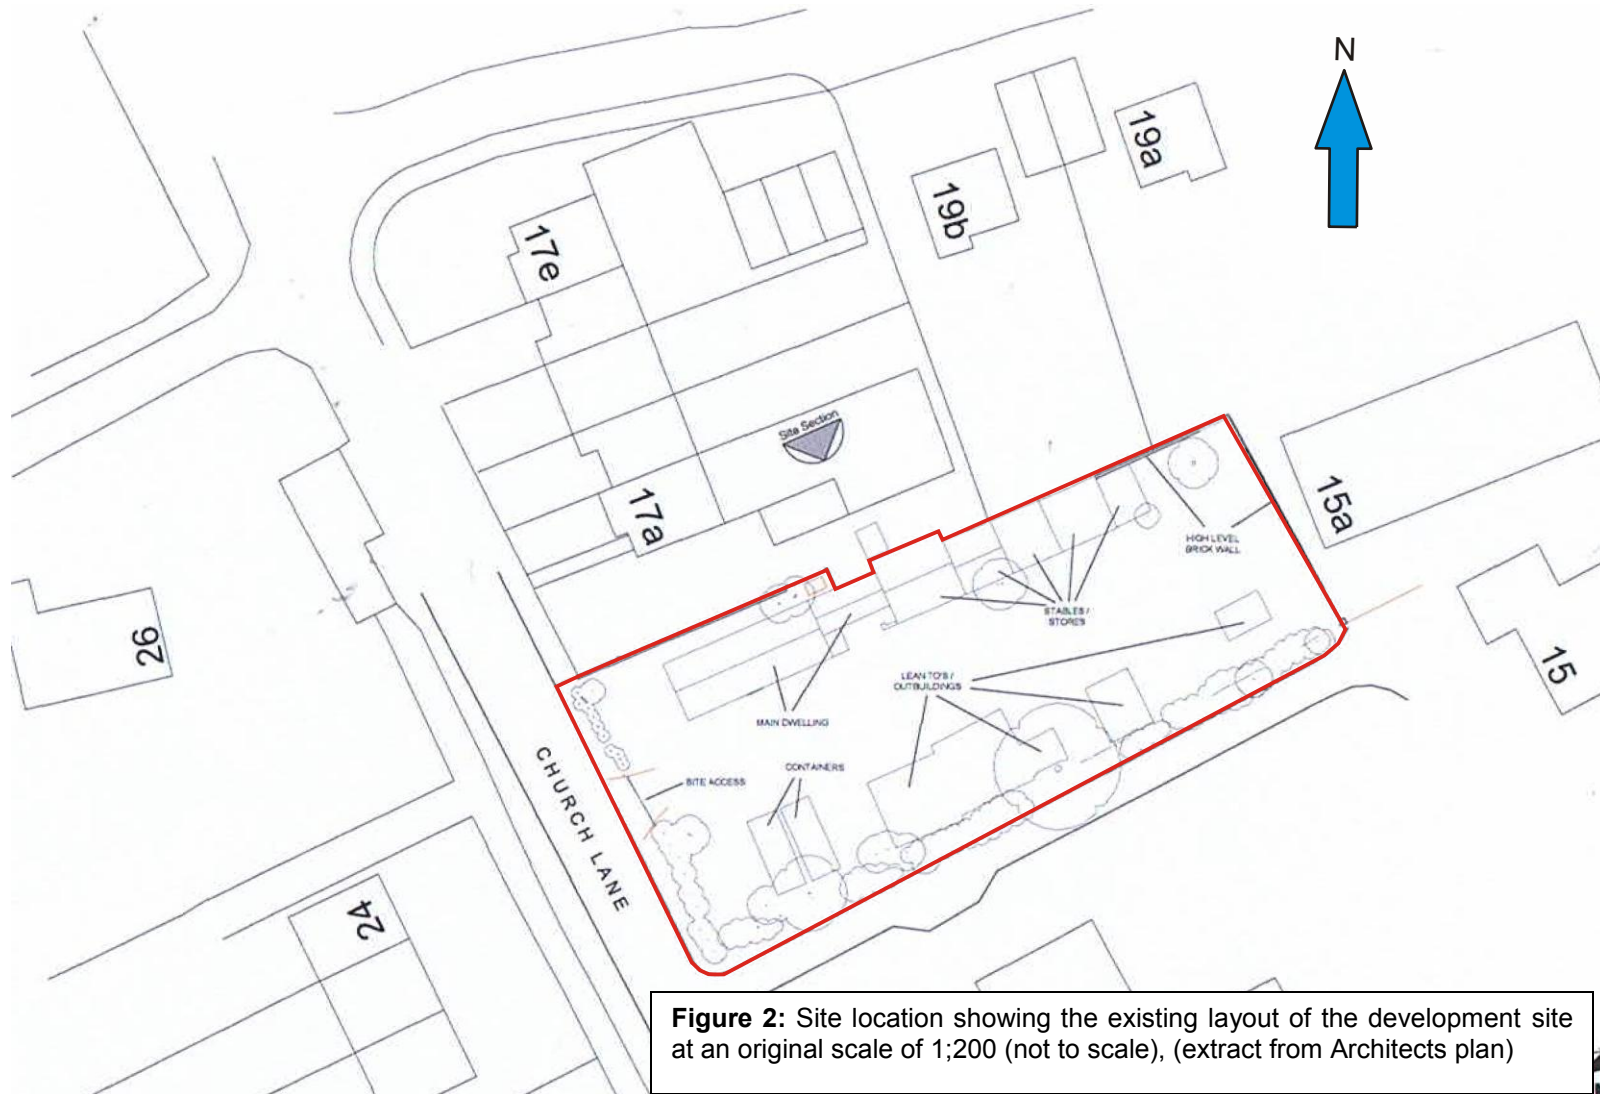 N
19a
19b
17e
Site Section
17a
15a
HIGH LEVEL
BRICK WALL
STABLES /
STORES
26
15
LEAN TO'S /
OUTBUILDINGS
MAIN DWELLING
CONTAINERS
SITE ACCESS
CHURCH LANE
24
Figure 2: Site location showing the existing layout of the development site
at an original scale of 1;200 (not to scale), (extract from Architects plan)